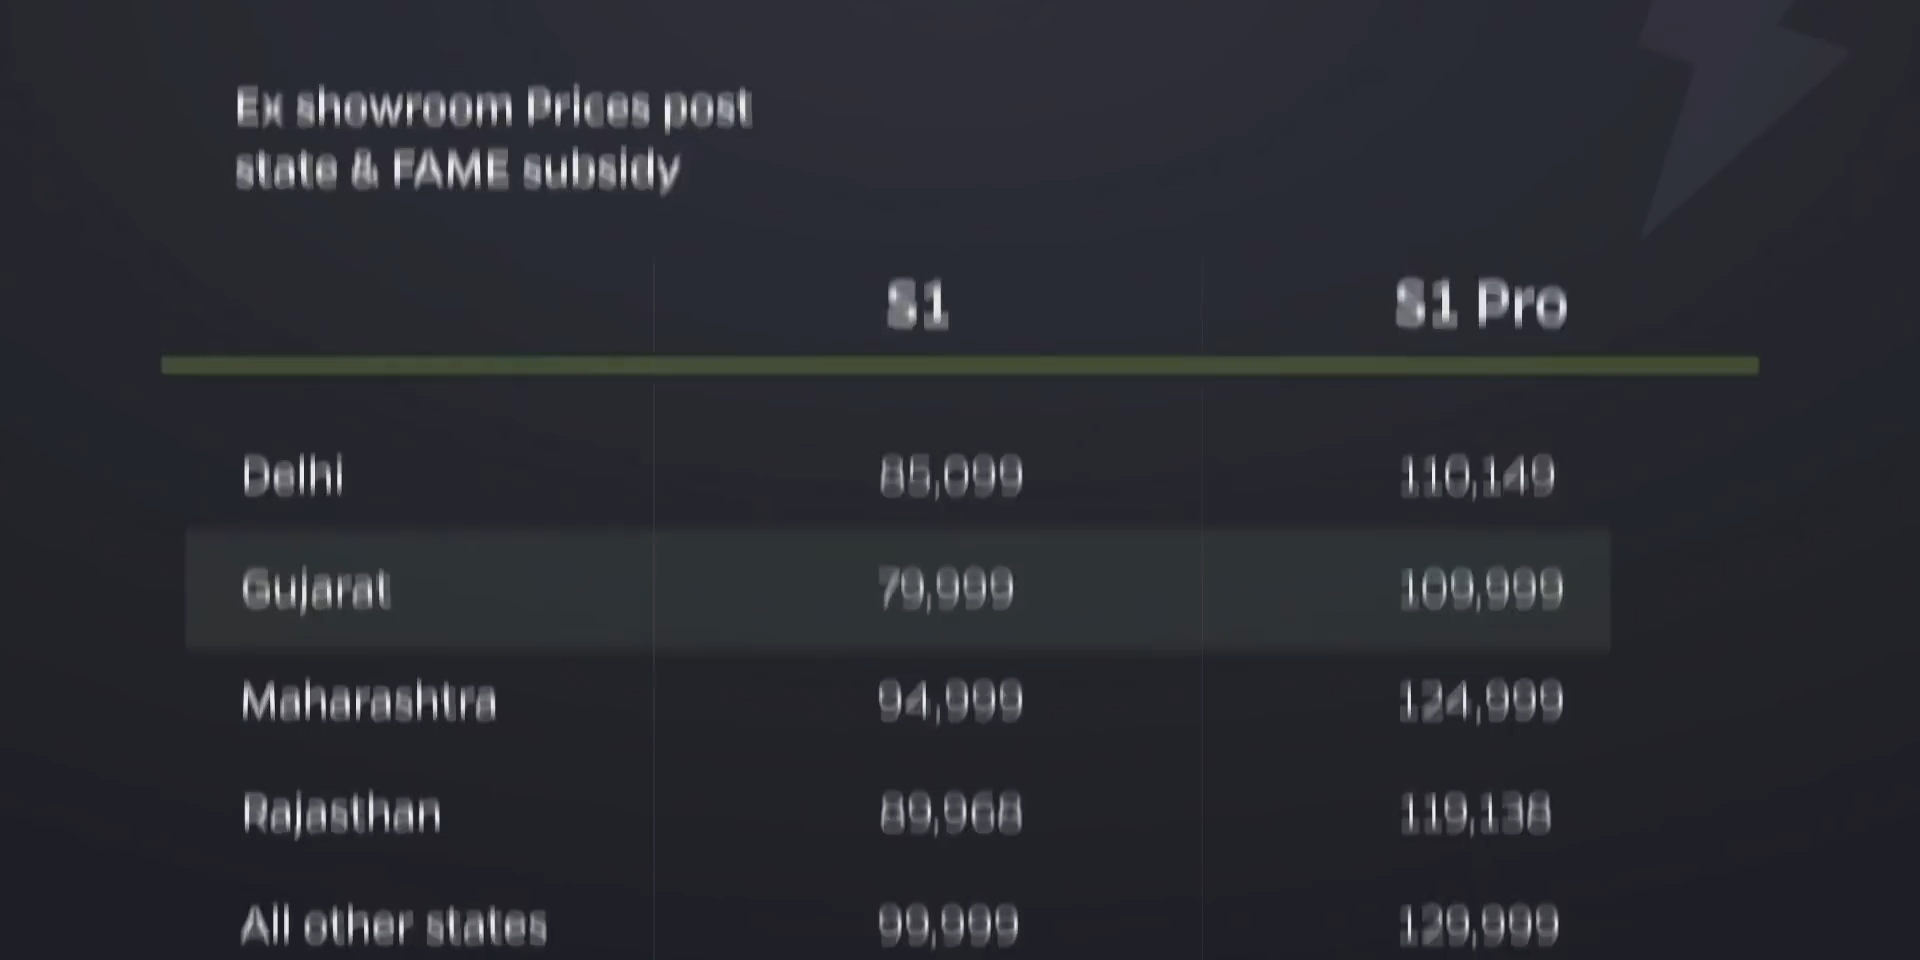 Ex showroom Prices post
state & FAME subsidy
S1 S1 Pro
Delhi 85,099 110,149
Gujarat 79,999 109,999
Maharashtra 94,999 124,999
Rajasthan 89,968 119,138
All other states 99,999 129,999